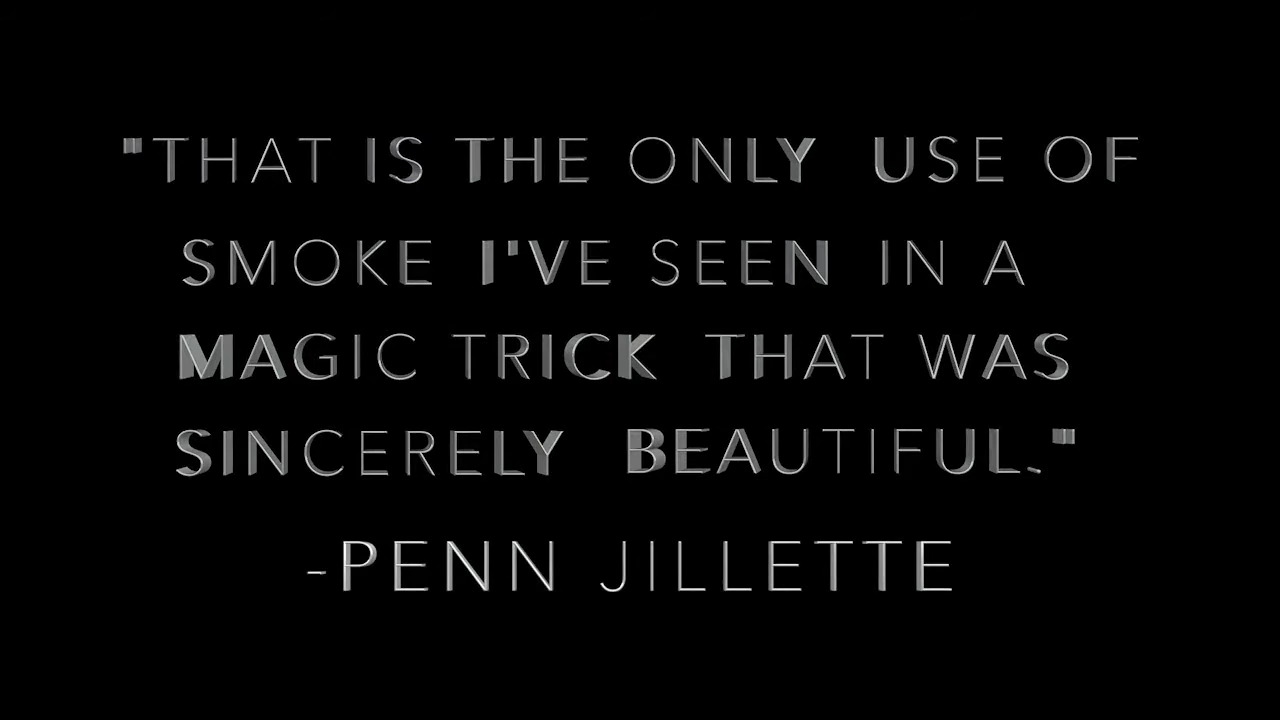 "THAT IS THE ONLY USE OF
SMOKE I'VE SEEN IN A
MAGIC TRICK THAT WAS
SINCERELY BEAUTIFUL."
-PENN JILLETTE